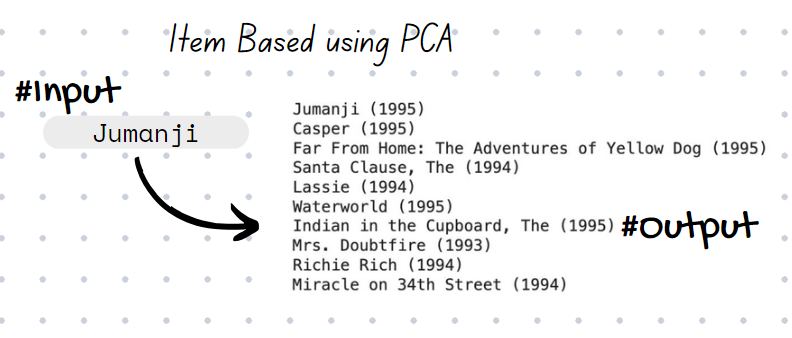 Item Based using PCA
#Input
Jumanji
Jumanji (1995)
Casper (1995)
Far From Home: The Adventures of Yellow Dog (1995)
Santa Clause, The (1994)
Lassie (1994)
Waterworld (1995)
Indian in the Cupboard, The (1995)
Mrs. Doubtfire (1993)
Richie Rich (1994)
Miracle on 34th Street (1994)
#Output